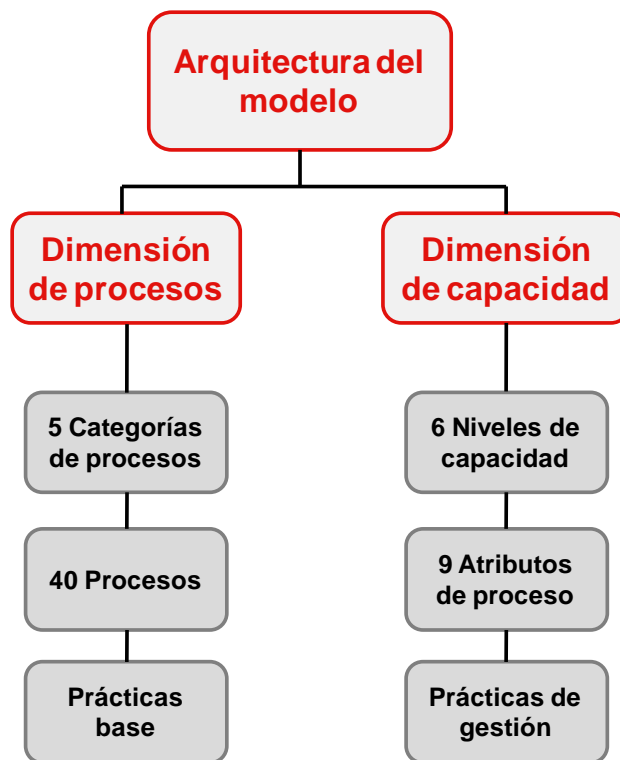 Arquitectura del
modelo
Dimensión
de procesos
Dimensión
de capacidad
5 Categorías
de procesos
6 Niveles de
capacidad
40 Procesos
9 Atributos
de proceso
Prácticas
base
Prácticas de
gestión